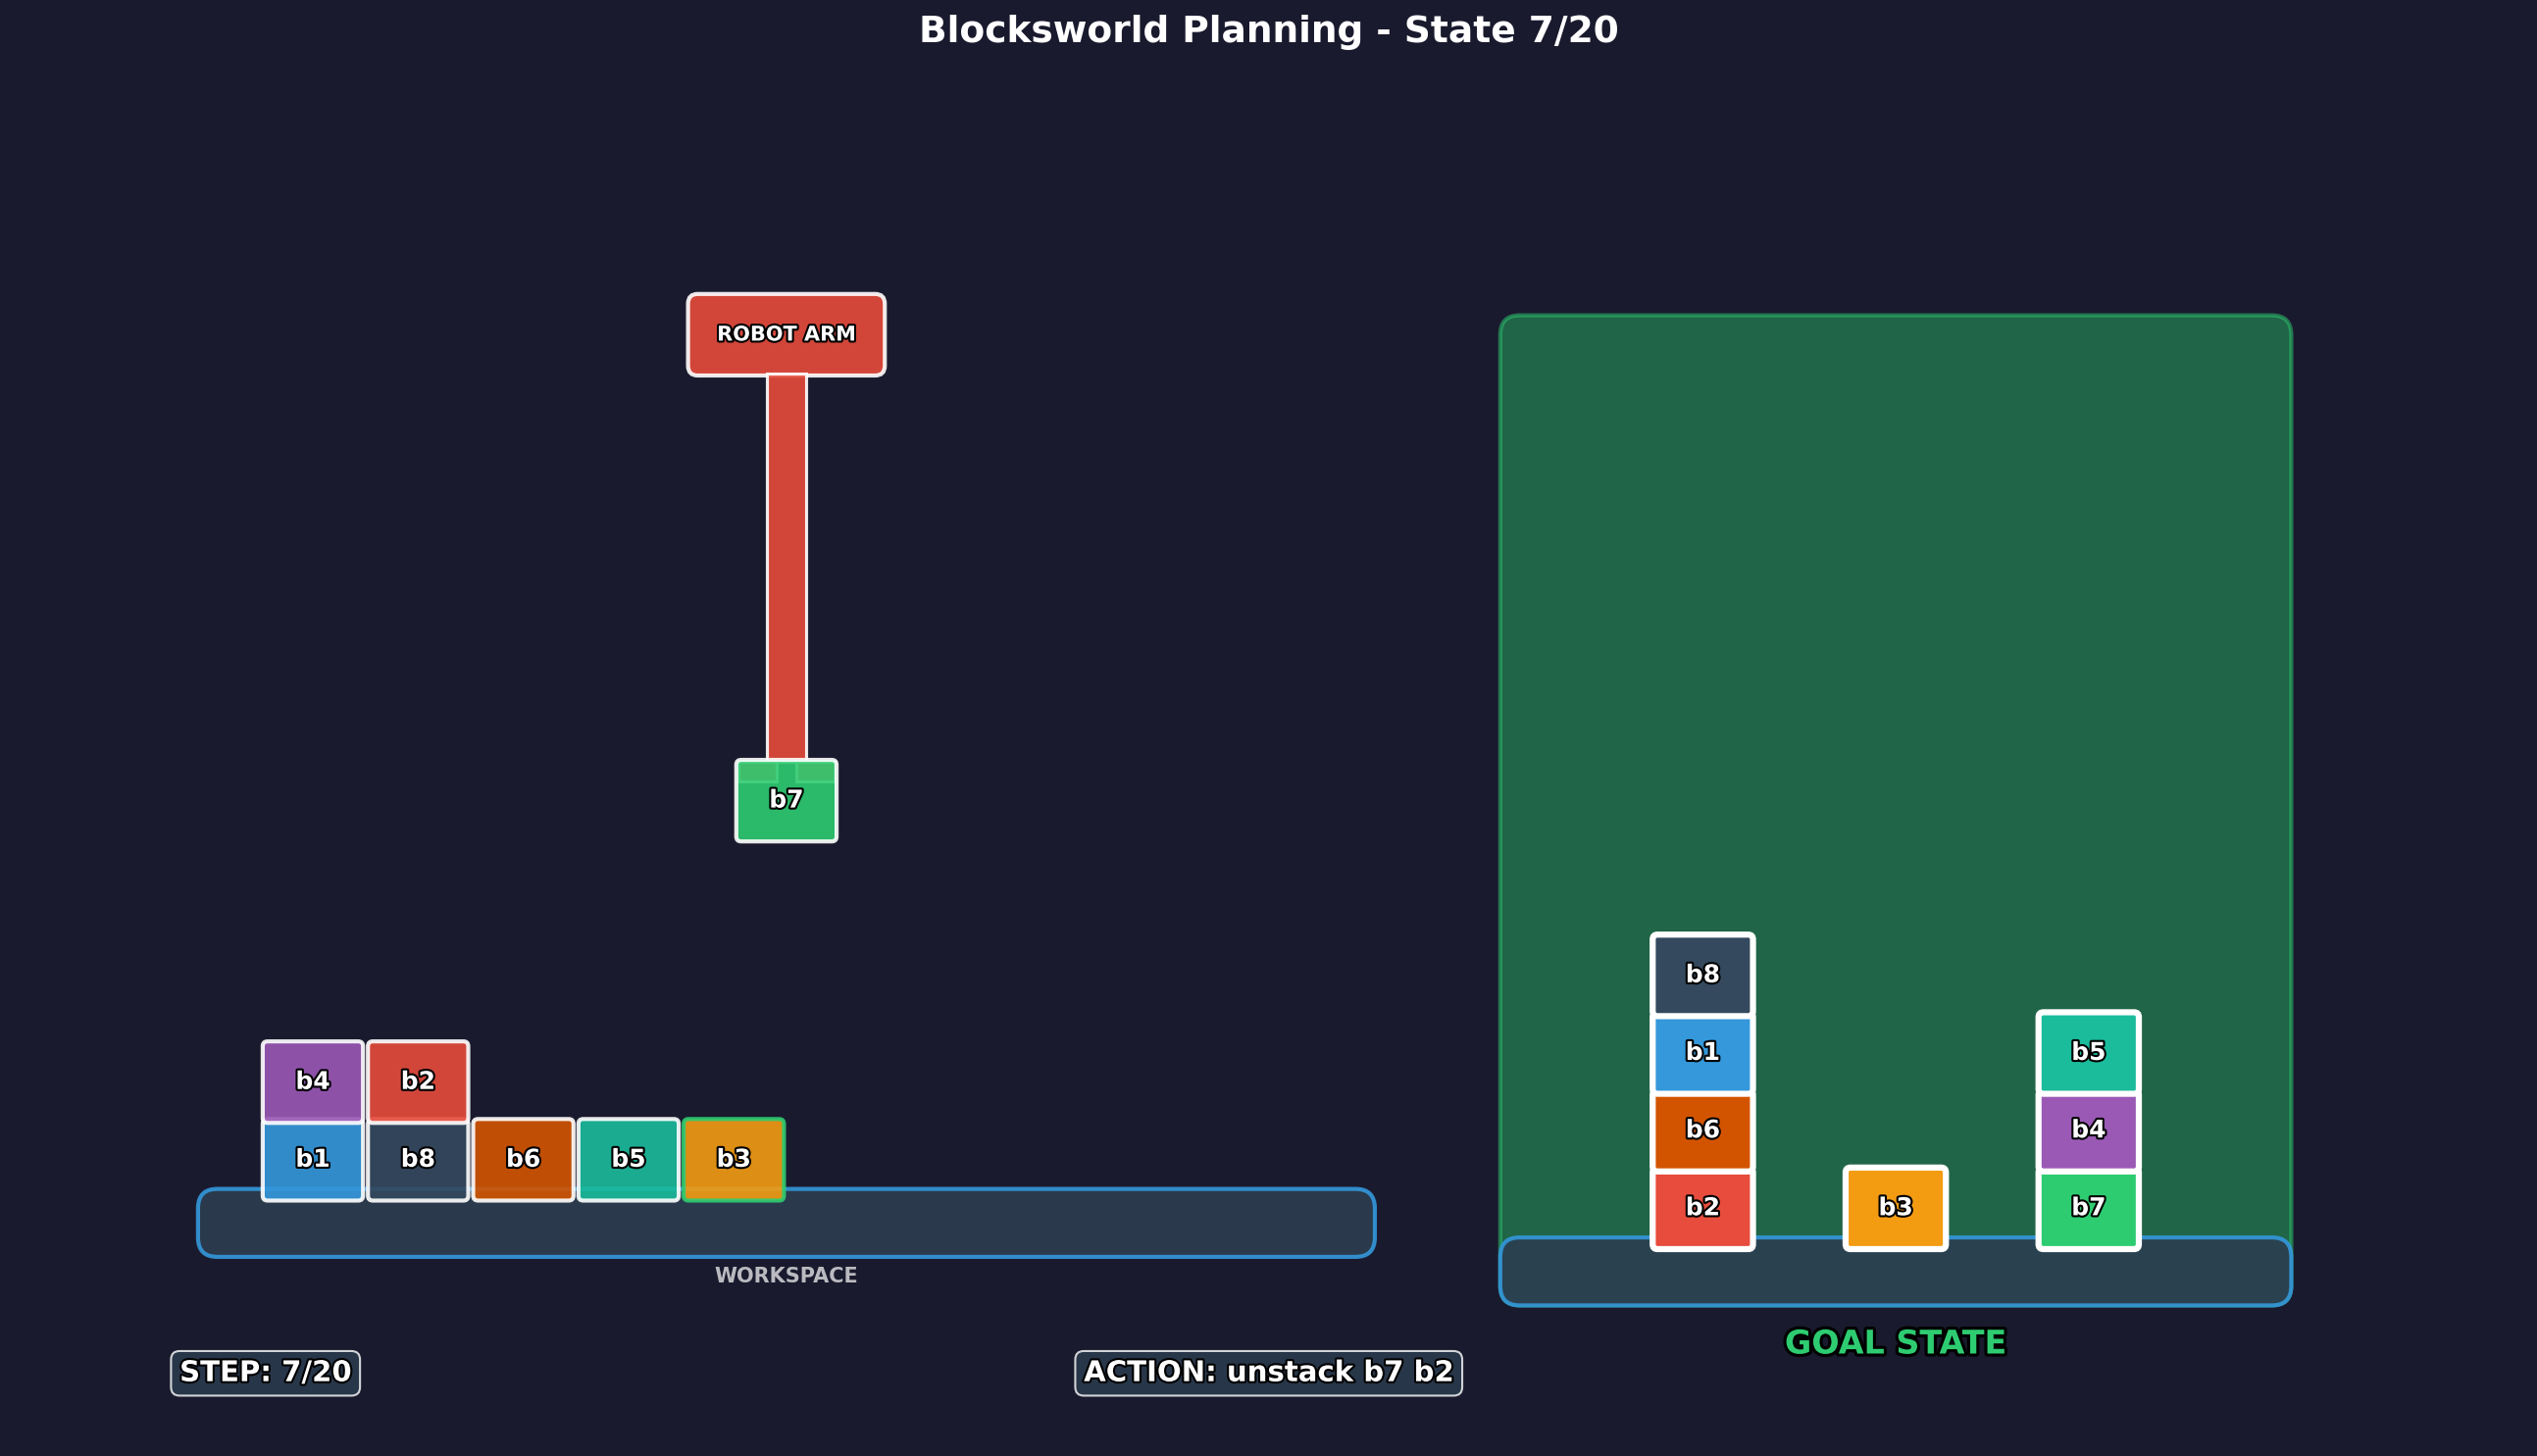 Blocksworld Planning - State 7/20
ROBOT ARM
b7
b4 b2
b1 b8 b6 b5 b3
WORKSPACE
b8
b1 b5
b6 b4
b2 b3 b7
GOAL STATE
STEP: 7/20
ACTION: unstack b7 b2